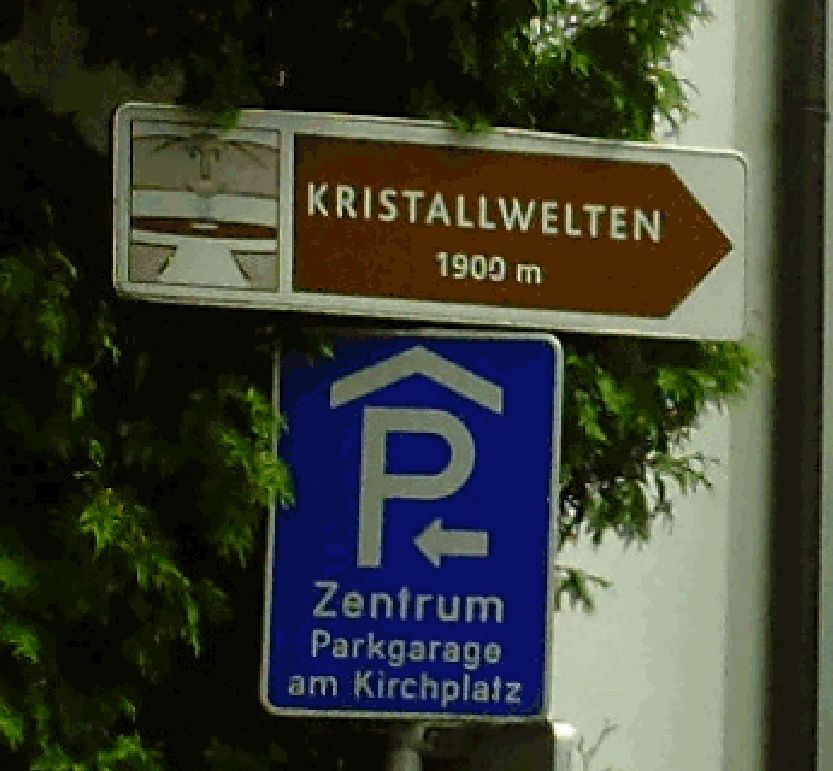 KRISTALLWELTEN
1900 m
P
Zentrum
Parkgarage
am Kirchplatz